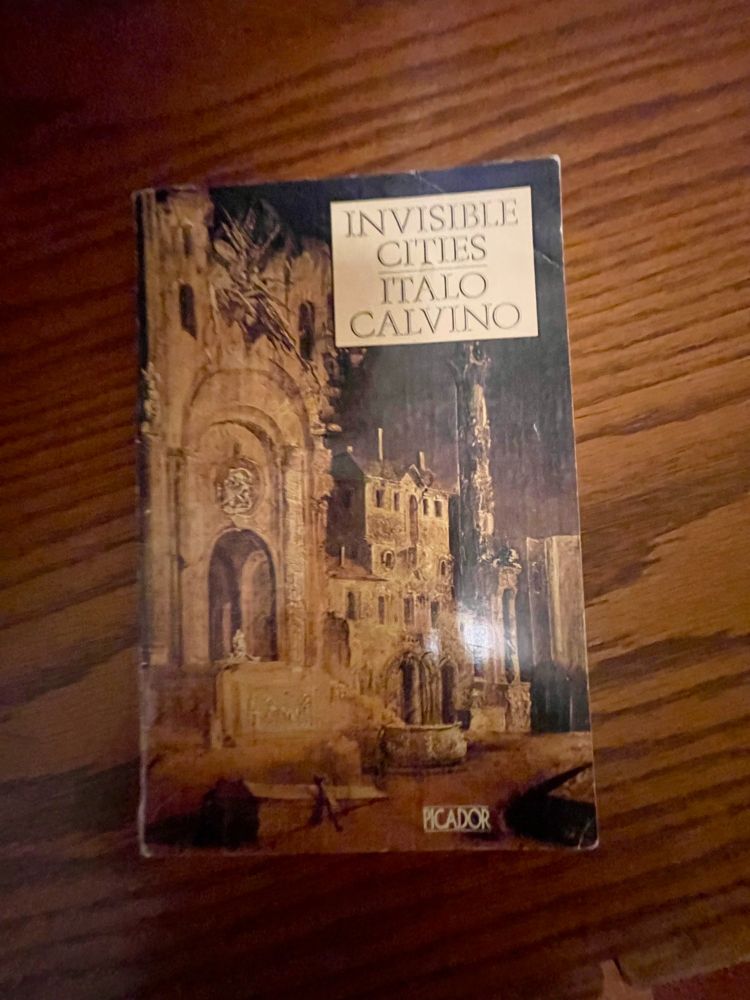 INVISIBLE
CITIES
ITALO
CALVINO
PICADOR